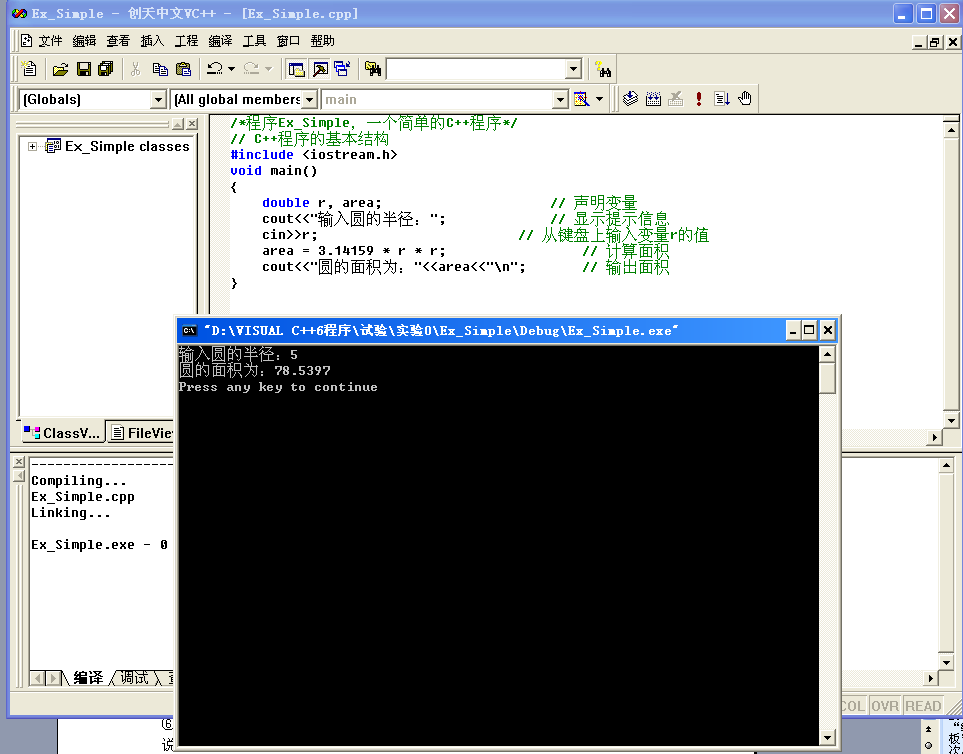 Ex_Simple - 创天中文VC++ - [Ex_Simple.cpp]
文件 编辑 查看 插入 工程 编译 工具 窗口 帮助
(Globals) (All global members main
Ex_Simple classes
ClassV... FileVie
/*程序Ex_Simple, 一个简单的C++程序*/
// C++程序的基本结构
#include <iostream.h>
void main()
{
double r, area; // 声明变量
cout<<"输入圆的半径: "; // 显示提示信息
cin>>r; // 从键盘上输入变量r的值
area = 3.14159 * r * r; // 计算面积
cout<<"圆的面积为: "<<area<<"\n"; // 输出面积
}
"D:\VISUAL C++6程序\试验\实验0\Ex_Simple\Debug\Ex_Simple.exe"
输入圆的半径: 5
圆的面积为: 78.5397
Press any key to continue
--------------------
Compiling...
Ex_Simple.cpp
Linking...
Ex_Simple.exe - 0
编译 调试
COL OVR READ
⑥
说
板
次